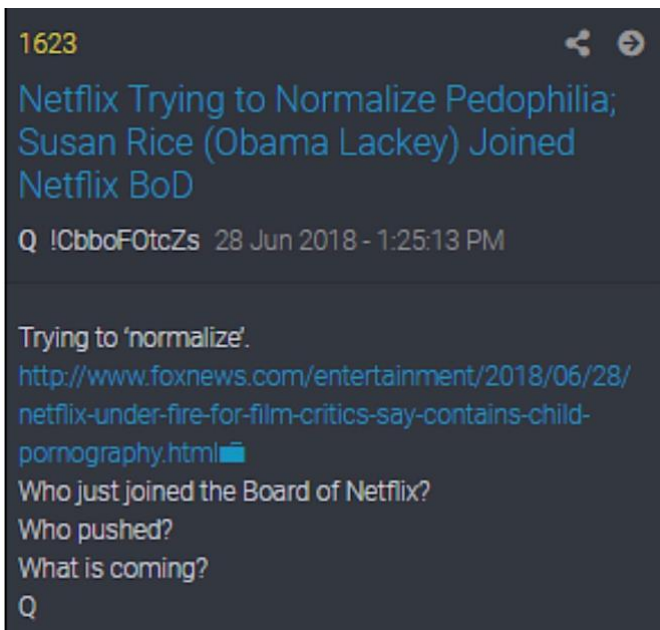 1623
Netflix Trying to Normalize Pedophilia;
Susan Rice (Obama Lackey) Joined
Netflix BoD
Q !CbboFOtcZs 28 Jun 2018 - 1:25:13 PM
Trying to ‘normalize’.
http://www.foxnews.com/entertainment/2018/06/28/
netflix-under-fire-for-film-critics-say-contains-child-
pornography.html
Who just joined the Board of Netflix?
Who pushed?
What is coming?
Q